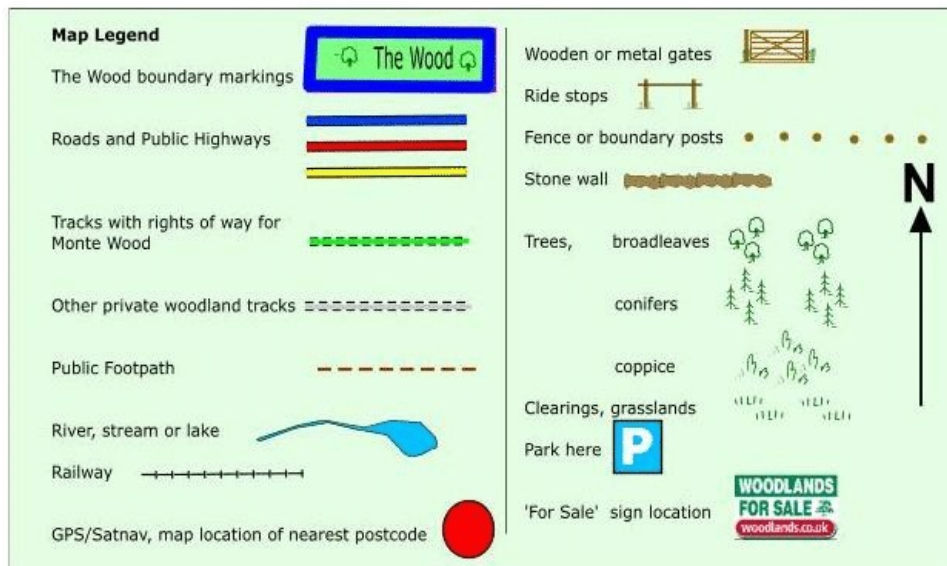 Map Legend
The Wood boundary markings
The Wood
Roads and Public Highways
Tracks with rights of way for
Monte Wood
Other private woodland tracks
Public Footpath
River, stream or lake
Railway
GPS/Satnav, map location of nearest postcode
Wooden or metal gates
Ride stops
Fence or boundary posts
Stone wall
N
Trees, broadleaves
conifers
coppice
Clearings, grasslands
Park here P
'For Sale' sign location
WOODLANDS
FOR SALE
woodlands.co.uk